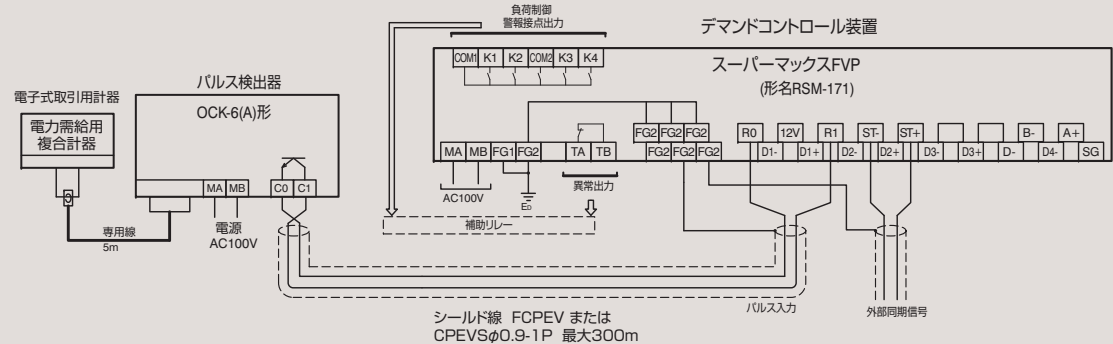 負荷制御
警報接点出力
デマンドコントロール装置
COM1 K1 K2 COM2 K3 K4
スーパーマックスFVP
(形名RSM-171)
パルス検出器
OCK-6(A)形
電子式取引用計器
電力需給用
複合計器
FG2 FG2 FG2
R0 12V R1 ST- ST+ B- A+
MA MB FG1 FG2 TA TB FG2 FG2 FG2 D1- D1+ D2- D2+ D3- D3+ D- D4- SG
MA MB C0 C1
AC100V
異常出力
ED
電源
AC100V
専用線
5m
補助リレー
パルス入力
外部同期信号
シールド線 FCPEV または
CPEVSφ0.9-1P 最大300m